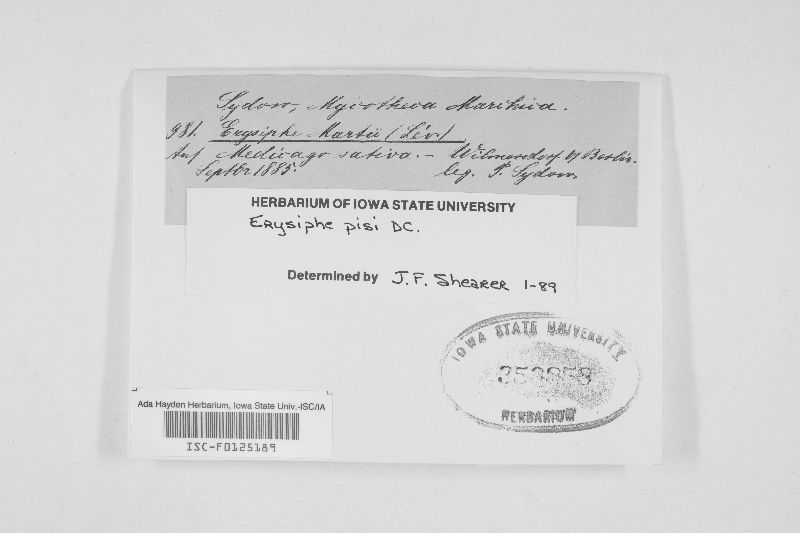 Sydow, Mycotheca Marchica.
981. Erysiphe Martii (Lév.)
Auf Medicago sativa. – Wilmersdorf b/ Berlin.
Septbr 1885. leg. P. Sydow.
HERBARIUM OF IOWA STATE UNIVERSITY
Erysiphe pisi DC.
Determined by J.F. Shearer 1-89
IOWA STATE UNIVERSITY
HERBARIUM
Ada Hayden Herbarium, Iowa State Univ.-ISC/IA
ISC-F0125189